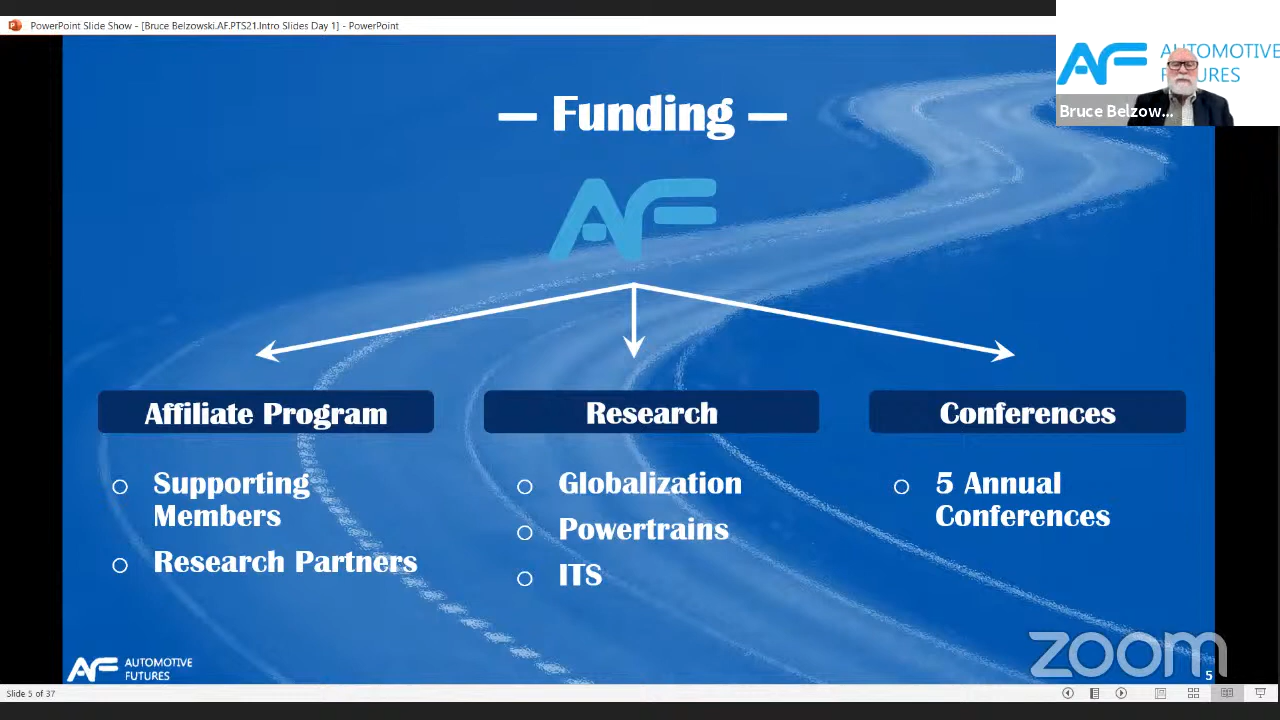 PowerPoint Slide Show - [Bruce Belzowski.AF.PTS21.Intro Slides Day 1] - PowerPoint
AF AUTOMOTIVE
FUTURES
Bruce Belzow...
— Funding —
AF
Affiliate Program
Supporting
Members
Research Partners
Research
Globalization
Powertrains
ITS
Conferences
5 Annual
Conferences
AF AUTOMOTIVE
FUTURES
zoom
5
Slide 5 of 37